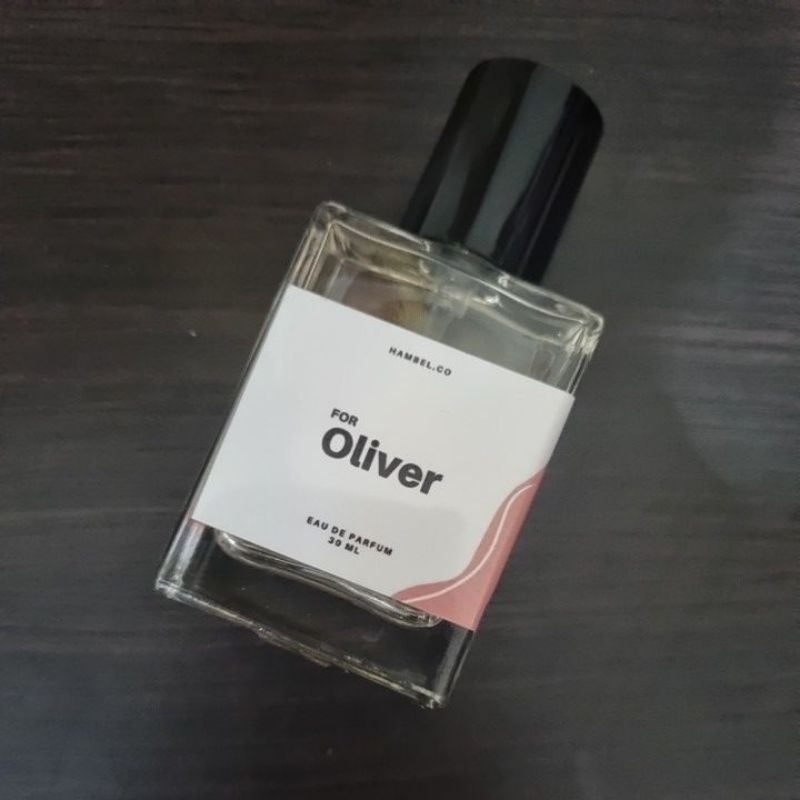 HAMBEL.CO
FOR
Oliver
EAU DE PARFUM
30 ML